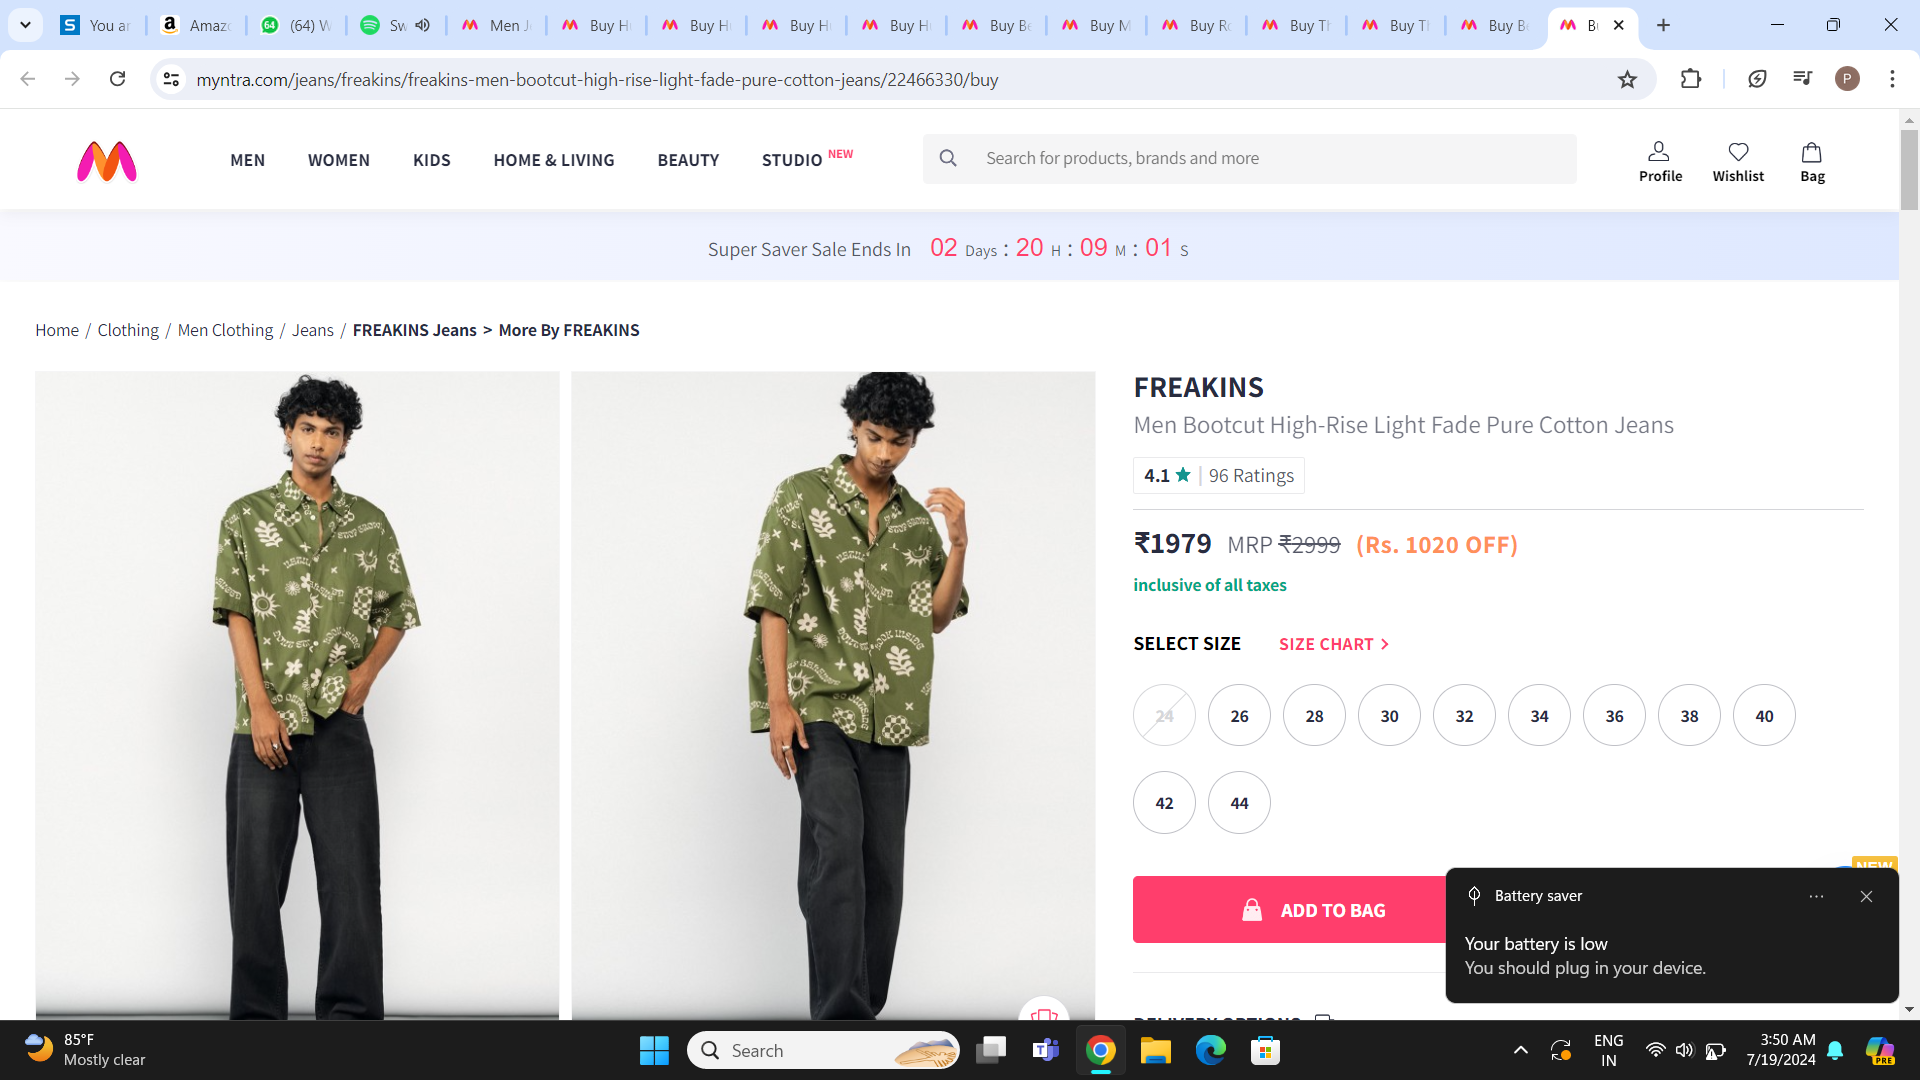 You ar
Amaz
(64) W
Sw
Men J
Buy H
Buy H
Buy H
Buy H
Buy Be
Buy M
Buy Ro
Buy Th
Buy Th
Buy Be
myntra.com/jeans/freakins/freakins-men-bootcut-high-rise-light-fade-pure-cotton-jeans/22466330/buy
P
MEN WOMEN KIDS HOME & LIVING BEAUTY STUDIO NEW
Search for products, brands and more
Profile Wishlist Bag
Super Saver Sale Ends In 02 Days : 20 H : 09 M : 01 S
Home / Clothing / Men Clothing / Jeans / FREAKINS Jeans > More By FREAKINS
FREAKINS
Men Bootcut High-Rise Light Fade Pure Cotton Jeans
4.1 ★ | 96 Ratings
₹1979 MRP ₹2999 (Rs. 1020 OFF)
inclusive of all taxes
SELECT SIZE SIZE CHART >
24 26 28 30 32 34 36 38 40
42 44
ADD TO BAG
NEW
Battery saver
Your battery is low
You should plug in your device.
DELIVERY OPTIONS
85°F
Mostly clear
Search
ENG
IN
3:50 AM
7/19/2024
PRE